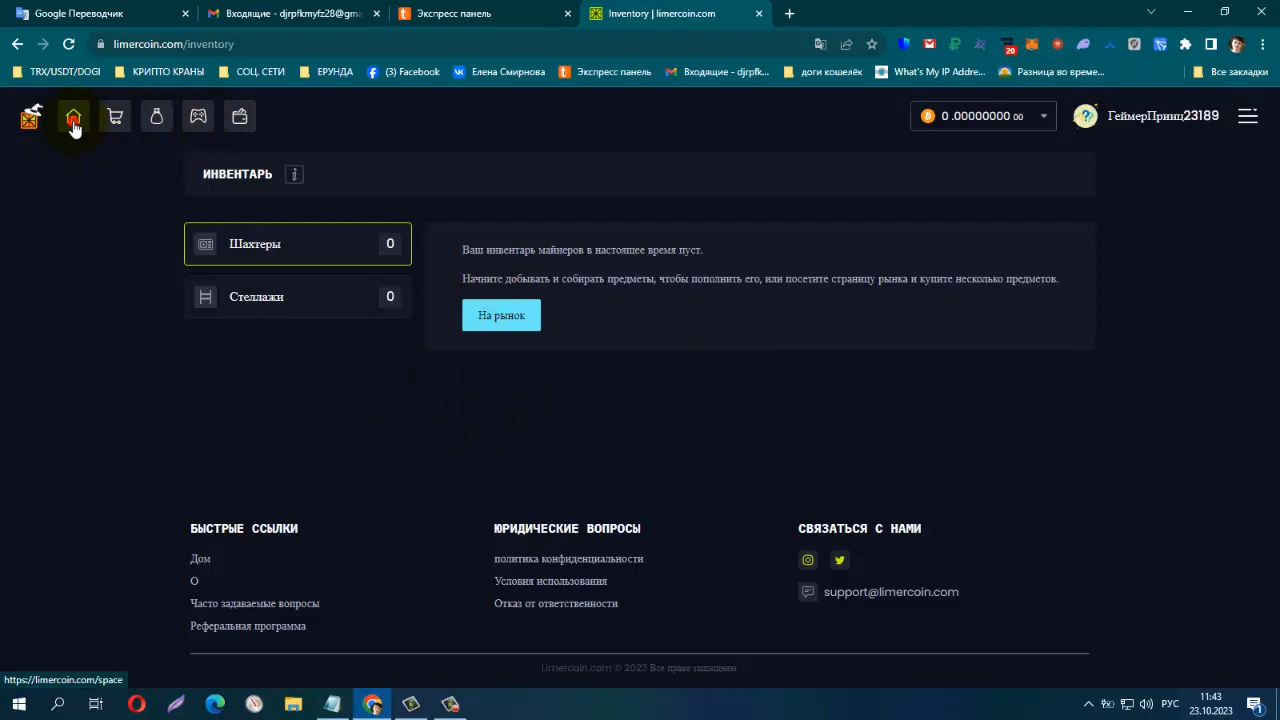 Google Переводчик
Входящие - djrpfkmyfz28@gma
Экспресс панель
Inventory | limercoin.com
limercoin.com/inventory
20
TRX/USDT/DOGI
КРИПТО КРАНЫ
СОЦ. СЕТИ
ЕРУНДА
(3) Facebook
Елена Смирнова
Экспресс панель
Входящие - djrpf...
доги кошелёк
What's My IP Addre...
Разница во време...
Все закладки
0 .00000000 00
ГеймерПринц23189
ИНВЕНТАРЬ
Шахтеры 0
Стеллажи 0
Ваш инвентарь майнеров в настоящее время пуст.
Начните добывать и собирать предметы, чтобы пополнить его, или посетите страницу рынка и купите несколько предметов.
На рынок
БЫСТРЫЕ ССЫЛКИ
Дом
О
Часто задаваемые вопросы
Реферальная программа
ЮРИДИЧЕСКИЕ ВОПРОСЫ
политика конфиденциальности
Условия использования
Отказ от ответственности
СВЯЗАТЬСЯ С НАМИ
support@limercoin.com
Limercoin.com © 2023 Все права защищены
https://limercoin.com/space
РУС
11:43
23.10.2023
1